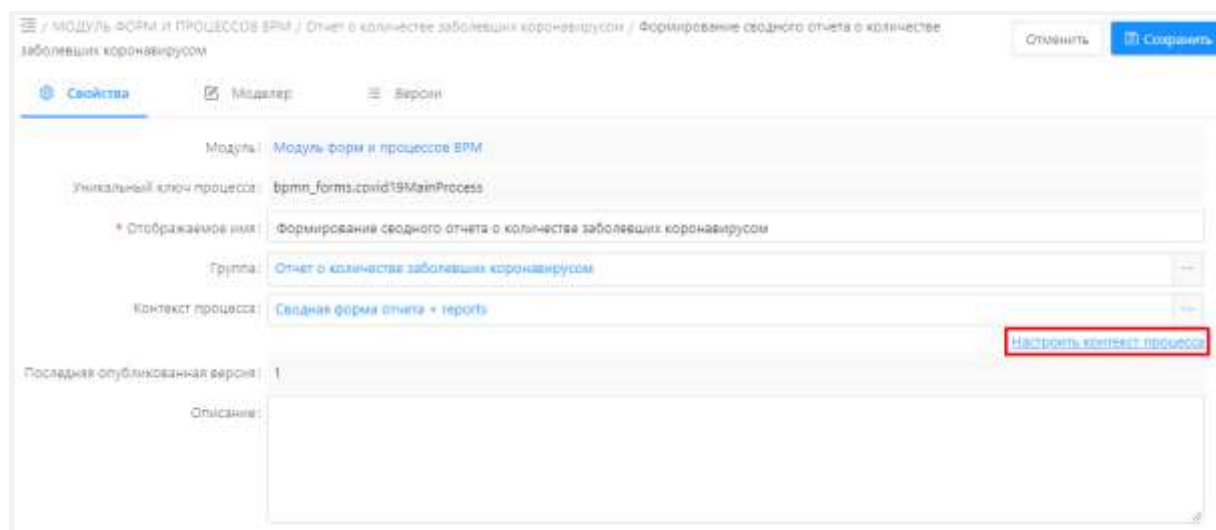 / МОДУЛЬ ФОРМ И ПРОЦЕССОВ BPM / Отчет о количестве заболевших коронавирусом / Формирование сводного отчета о количестве
заболевших коронавирусом
Отменить
Сохранить
Свойства
Моделер
Версии
Модуль: Модуль форм и процессов BPM
Уникальный ключ процесса: bpmn_forms.covid19MainProcess
* Отображаемое имя: Формирование сводного отчета о количестве заболевших коронавирусом
Группа: Отчет о количестве заболевших коронавирусом ...
Контекст процесса: Сводная форма отчета + reports ...
Настроить контекст процесса
Последняя опубликованная версия: 1
Описание: